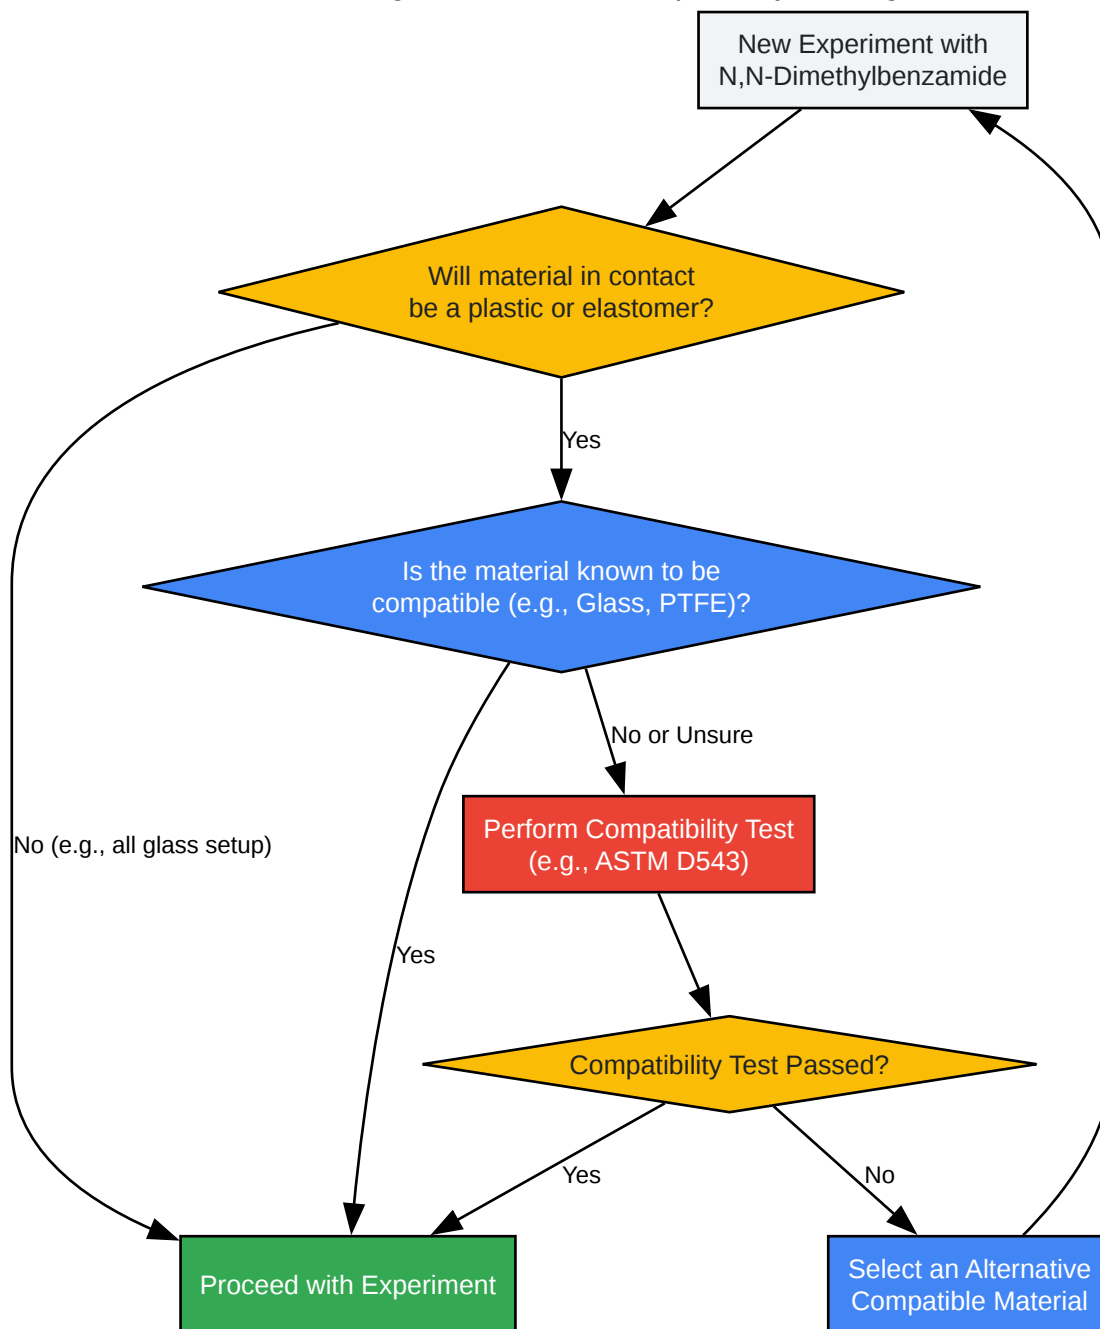 New Experiment with
N,N-Dimethylbenzamide
Will material in contact
be a plastic or elastomer?
Yes
Is the material known to be
compatible (e.g., Glass, PTFE)?
No or Unsure
Perform Compatibility Test
(e.g., ASTM D543)
No (e.g., all glass setup)
Yes
Compatibility Test Passed?
Yes
No
Proceed with Experiment
Select an Alternative
Compatible Material